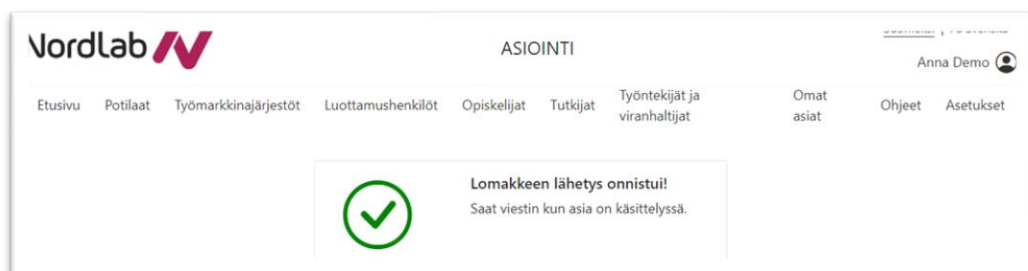 NordLab
ASIOINTI
Anna Demo
Etusivu Potilaat Työmarkkinajärjestöt Luottamushenkilöt Opiskelijat Tutkijat Työntekijät ja viranhaltijat Omat asiat Ohjeet Asetukset
Lomakkeen lähetys onnistui!
Saat viestin kun asia on käsittelyssä.